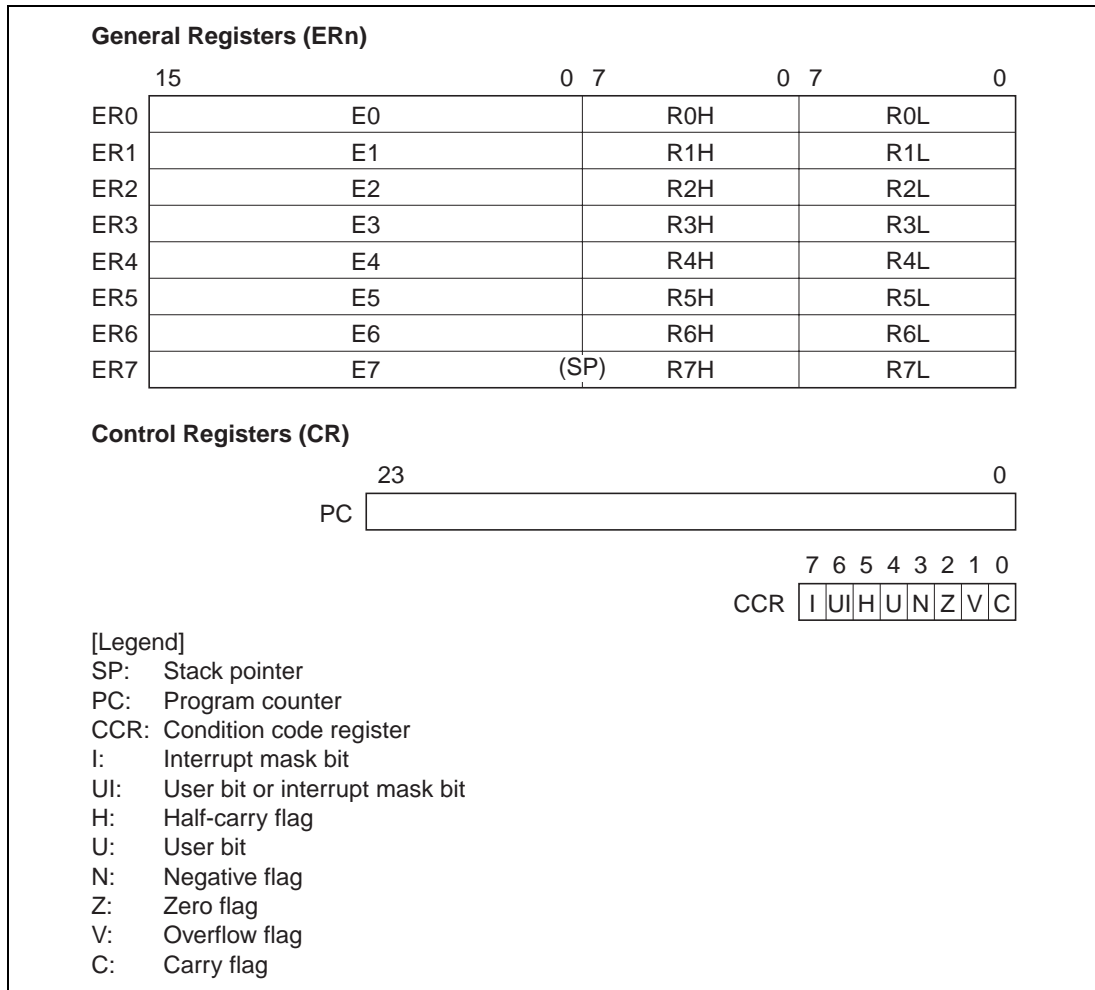 General Registers (ERn)
15 0 7 0 7 0
ER0 E0 R0H R0L
ER1 E1 R1H R1L
ER2 E2 R2H R2L
ER3 E3 R3H R3L
ER4 E4 R4H R4L
ER5 E5 R5H R5L
ER6 E6 R6H R6L
ER7 E7 (SP) R7H R7L
Control Registers (CR)
23 0
PC
7 6 5 4 3 2 1 0
CCR I UI H U N Z V C
[Legend]
SP: Stack pointer
PC: Program counter
CCR: Condition code register
I: Interrupt mask bit
UI: User bit or interrupt mask bit
H: Half-carry flag
U: User bit
N: Negative flag
Z: Zero flag
V: Overflow flag
C: Carry flag